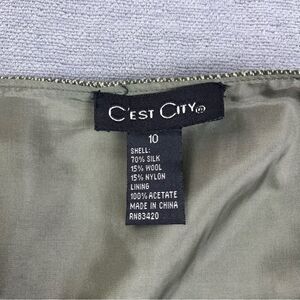 C'EST CITY®
10
SHELL:
70% SILK
15% WOOL
15% NYLON
LINING
100% ACETATE
MADE IN CHINA
RN83420